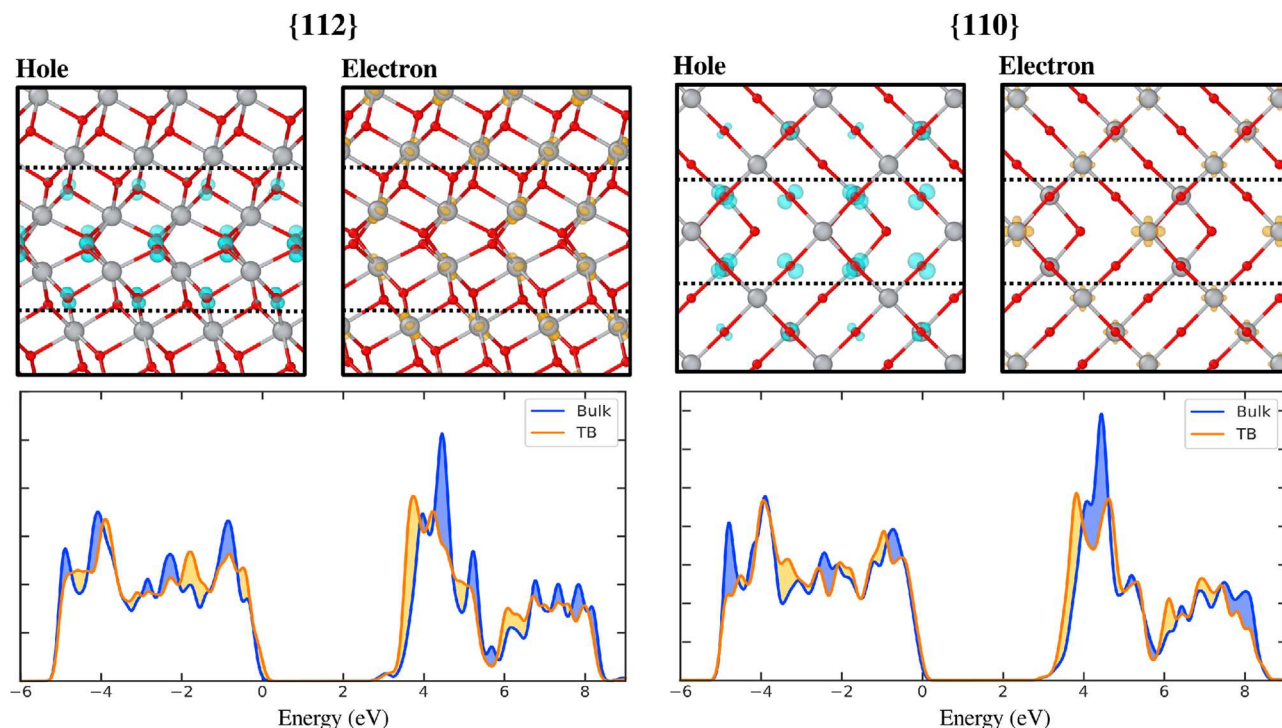 {112}
{110}
Hole
Electron
Hole
Electron
Bulk
TB
Bulk
TB
−6 −4 −2 0 2 4 6 8
−6 −4 −2 0 2 4 6 8
Energy (eV)
Energy (eV)